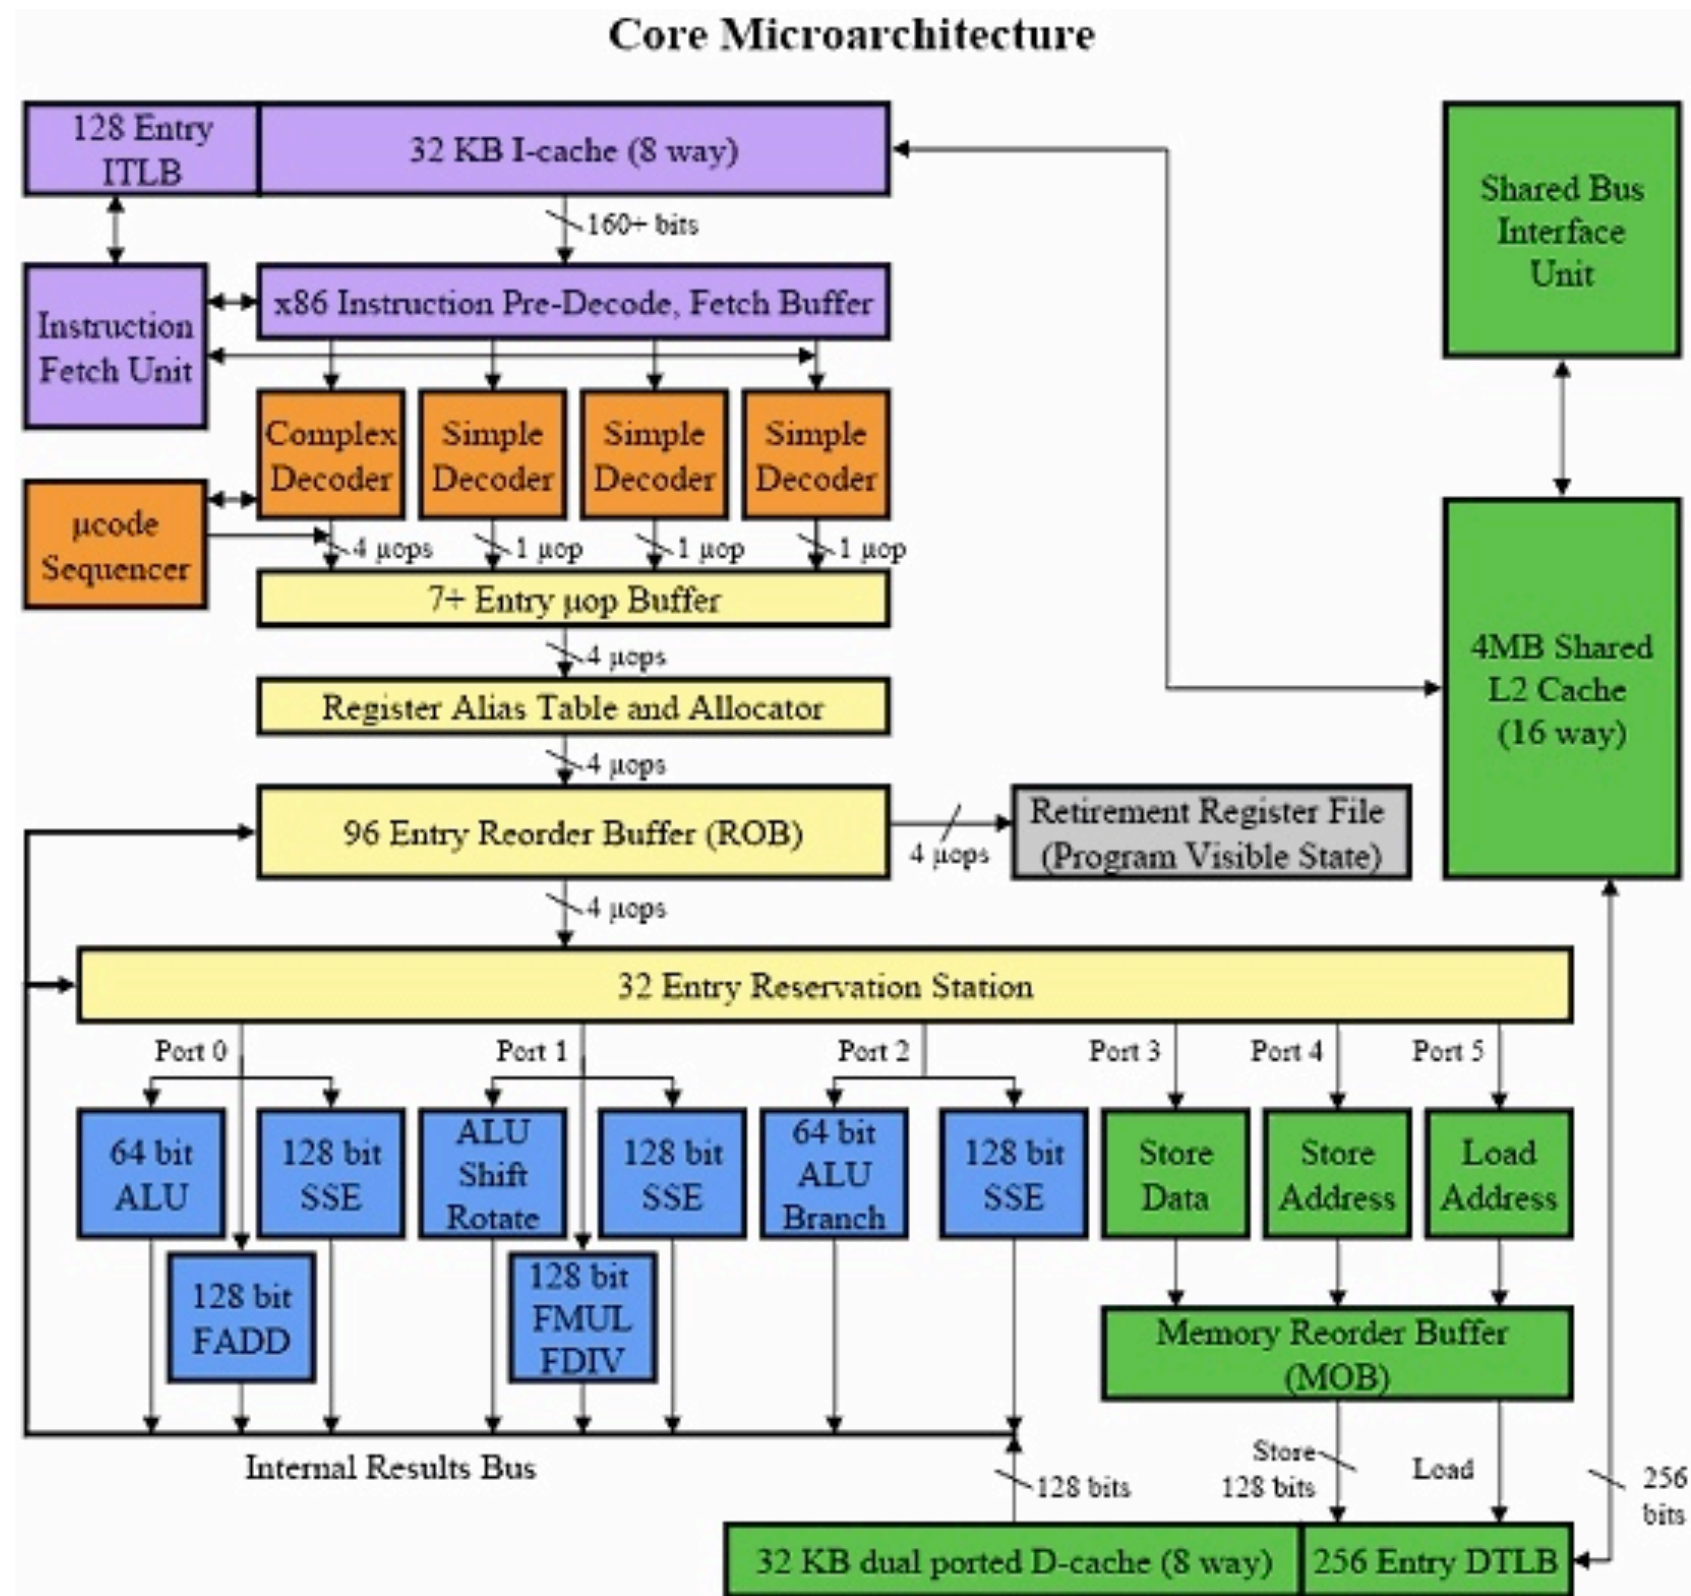 Core Microarchitecture
128 Entry
ITLB
32 KB I-cache (8 way)
160+ bits
Shared Bus
Interface
Unit
Instruction
Fetch Unit
x86 Instruction Pre-Decode, Fetch Buffer
Complex
Decoder
Simple
Decoder
Simple
Decoder
Simple
Decoder
µcode
Sequencer
4 µops
1 µop
1 µop
1 µop
7+ Entry µop Buffer
4 µops
Register Alias Table and Allocator
4 µops
4MB Shared
L2 Cache
(16 way)
96 Entry Reorder Buffer (ROB)
4 µops
Retirement Register File
(Program Visible State)
4 µops
32 Entry Reservation Station
Port 0
Port 1
Port 2
Port 3
Port 4
Port 5
64 bit
ALU
128 bit
SSE
ALU
Shift
Rotate
128 bit
SSE
64 bit
ALU
Branch
128 bit
SSE
Store
Data
Store
Address
Load
Address
128 bit
FADD
128 bit
FMUL
FDIV
Memory Reorder Buffer
(MOB)
Internal Results Bus
128 bits
Store
128 bits
Load
256
bits
32 KB dual ported D-cache (8 way)
256 Entry DTLB